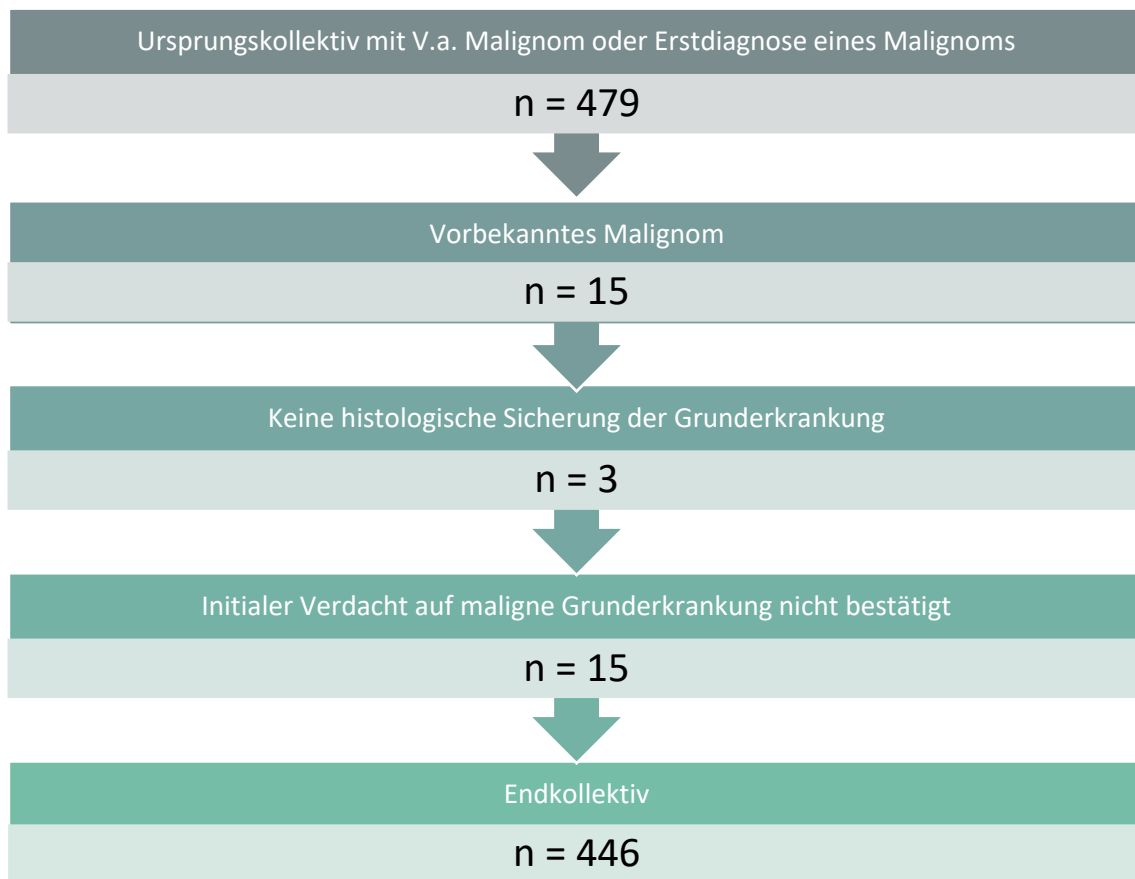 Ursprungskollektiv mit V.a. Malignom oder Erstdiagnose eines Malignoms
n = 479
Vorbekanntes Malignom
n = 15
Keine histologische Sicherung der Grunderkrankung
n = 3
Initialer Verdacht auf maligne Grunderkrankung nicht bestätigt
n = 15
Endkollektiv
n = 446